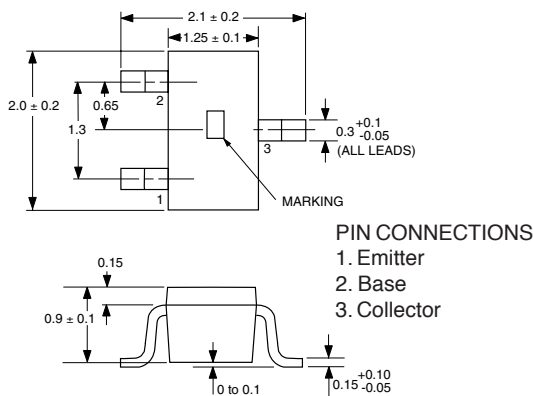 2.1 ± 0.2
1.25 ± 0.1
2.0 ± 0.2
0.65
1.3
2
1
3
0.3 +0.1 -0.05
(ALL LEADS)
MARKING
PIN CONNECTIONS
1. Emitter
2. Base
3. Collector
0.15
0.9 ± 0.1
0 to 0.1
0.15 +0.10 -0.05